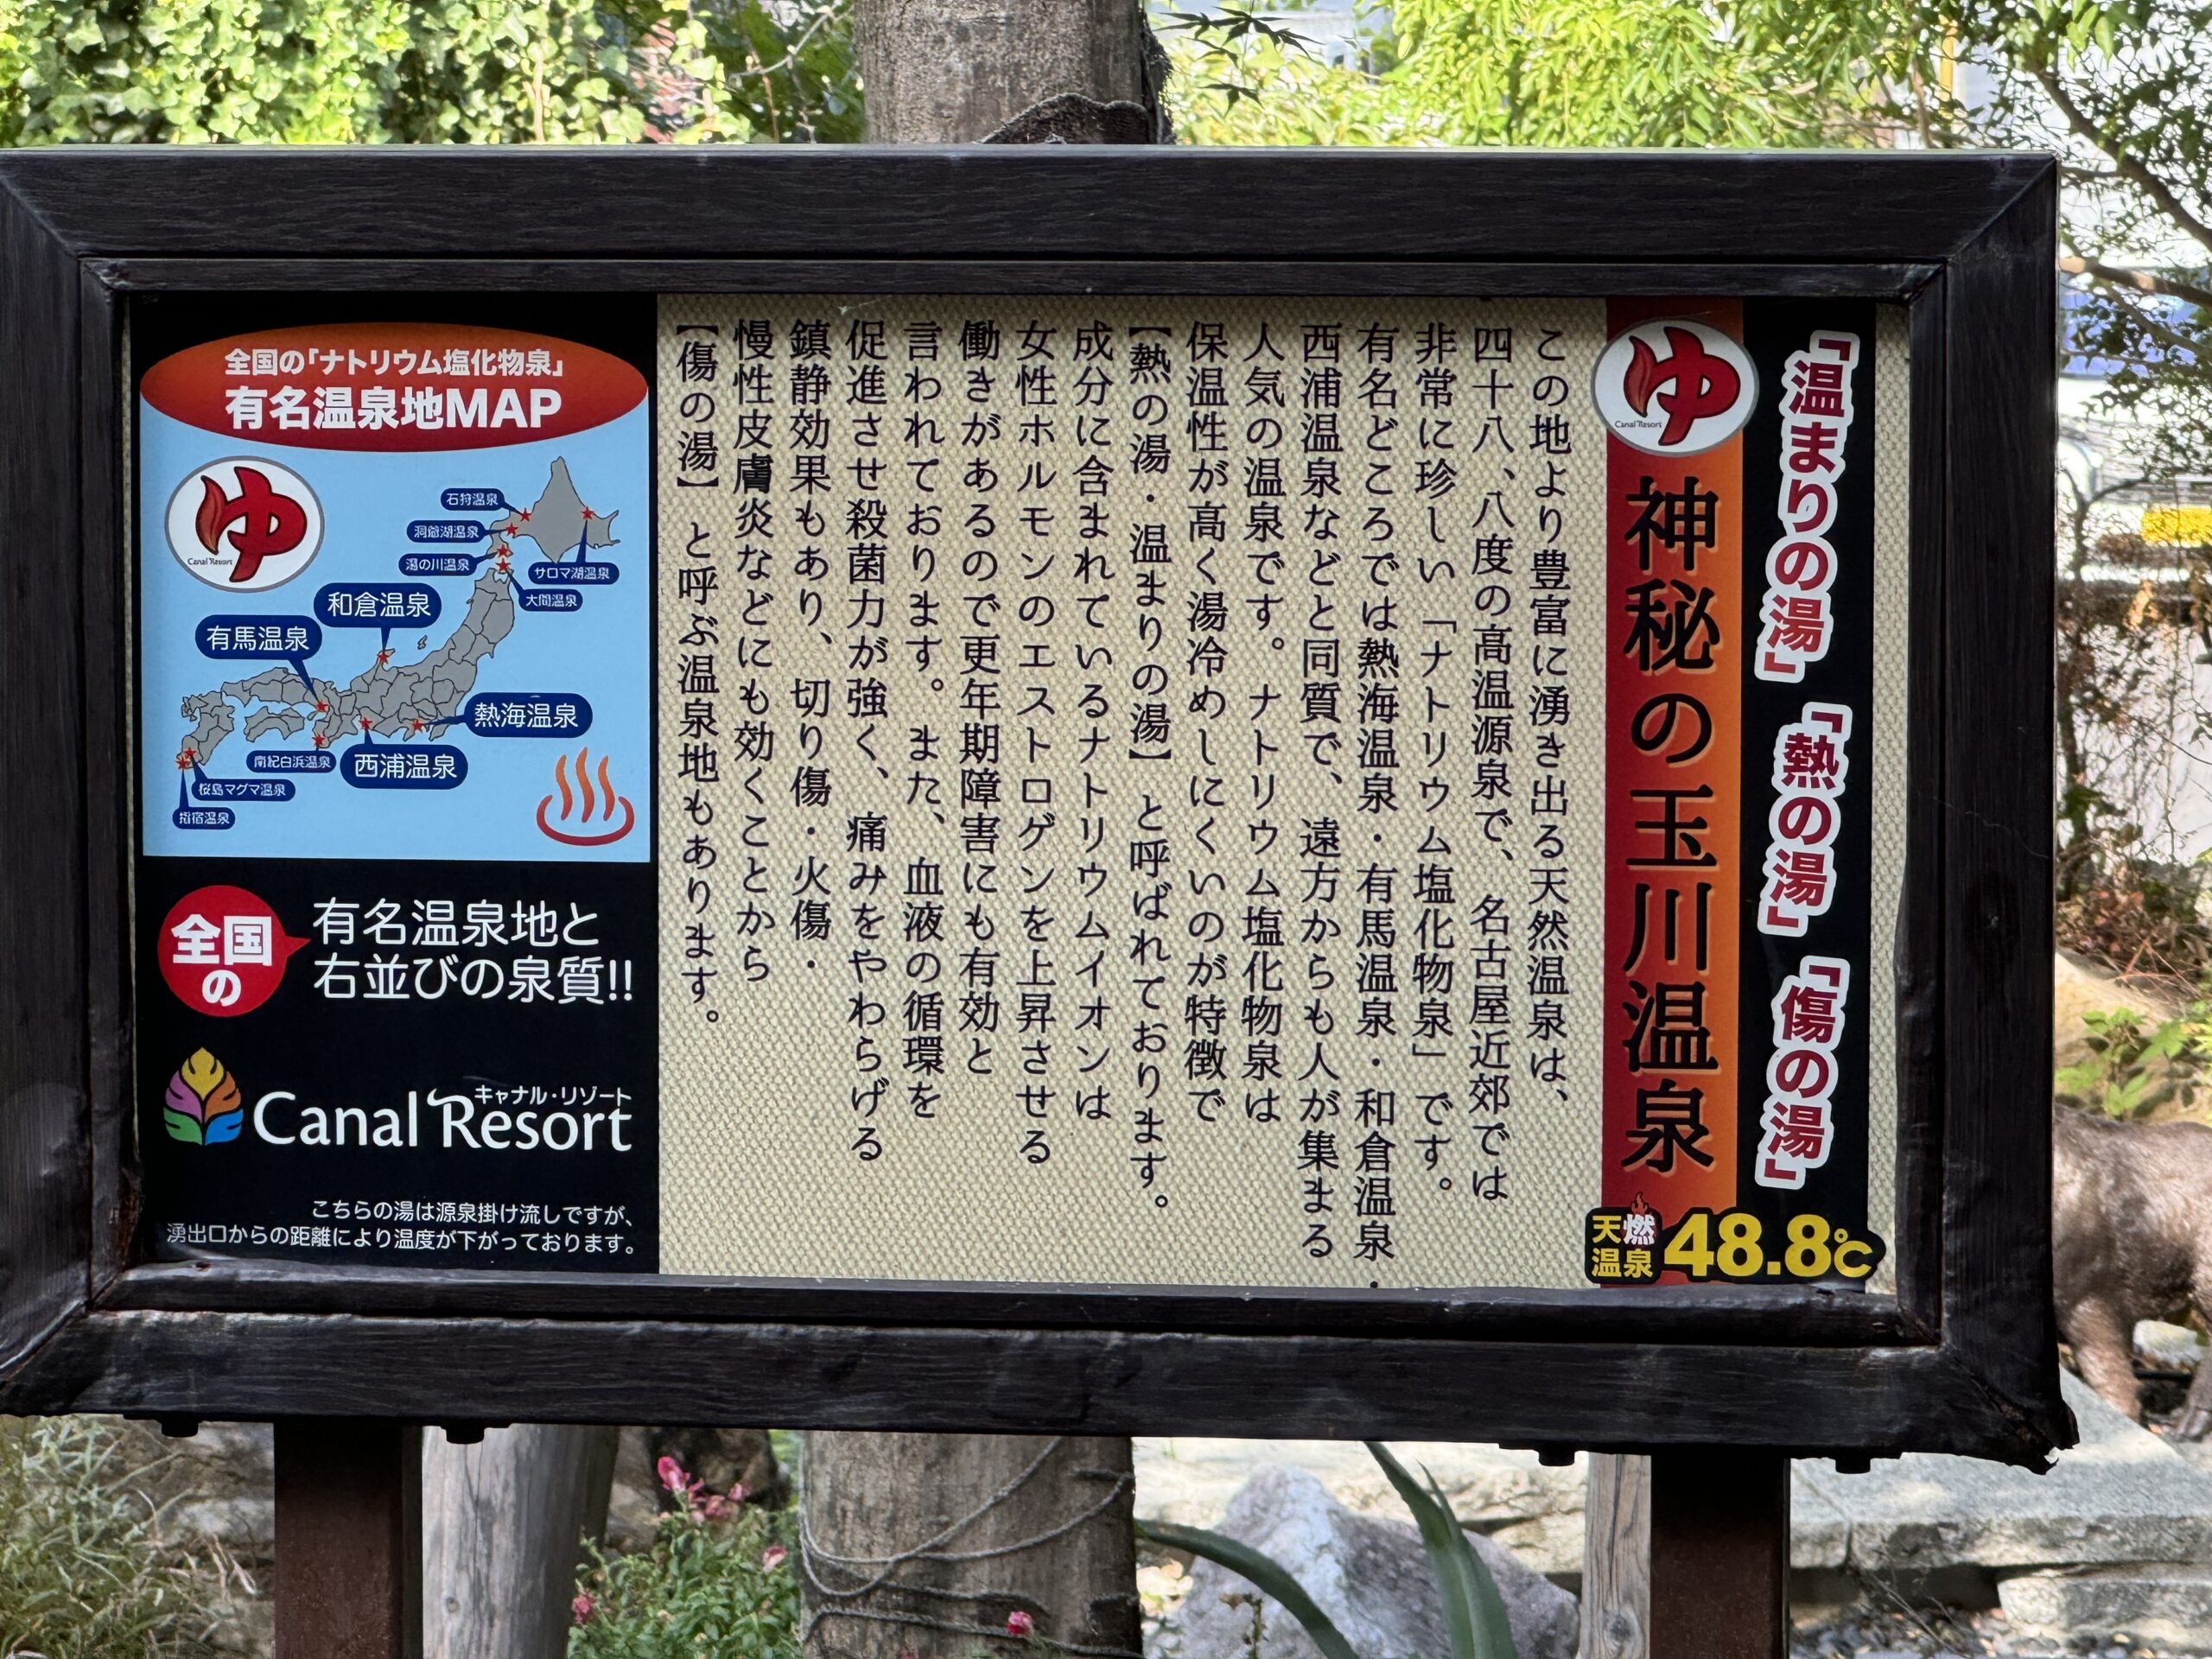 「温まりの湯」「熱の湯」「傷の湯」
ゆ
Canal Resort
神秘の玉川温泉
天燃
温泉
48.8℃
この地より豊富に湧き出る天然温泉は、
四十八、八度の高温源泉で、名古屋近郊では
非常に珍しい「ナトリウム塩化物泉」です。
有名どころでは熱海温泉・有馬温泉・和倉温泉・
西浦温泉などと同質で、遠方からも人が集まる
人気の温泉です。ナトリウム塩化物泉は
保温性が高く湯冷めしにくいのが特徴で
【熱の湯・温まりの湯】と呼ばれております。
成分に含まれているナトリウムイオンは
女性ホルモンのエストロゲンを上昇させる
働きがあるので更年期障害にも有効と
言われております。また、血液の循環を
促進させ殺菌力が強く、痛みをやわらげる
鎮静効果もあり、切り傷・火傷・
慢性皮膚炎などにも効くことから
【傷の湯】と呼ぶ温泉地もあります。
全国の「ナトリウム塩化物泉」
有名温泉地MAP
ゆ
Canal Resort
石狩温泉
洞爺湖温泉
湯の川温泉
サロマ湖温泉
大間温泉
和倉温泉
有馬温泉
熱海温泉
西浦温泉
南紀白浜温泉
桜島マグマ温泉
指宿温泉
全国の
有名温泉地と
右並びの泉質!!
キャナル・リゾート
Canal Resort
こちらの湯は源泉掛け流しですが、
湧出口からの距離により温度が下がっております。